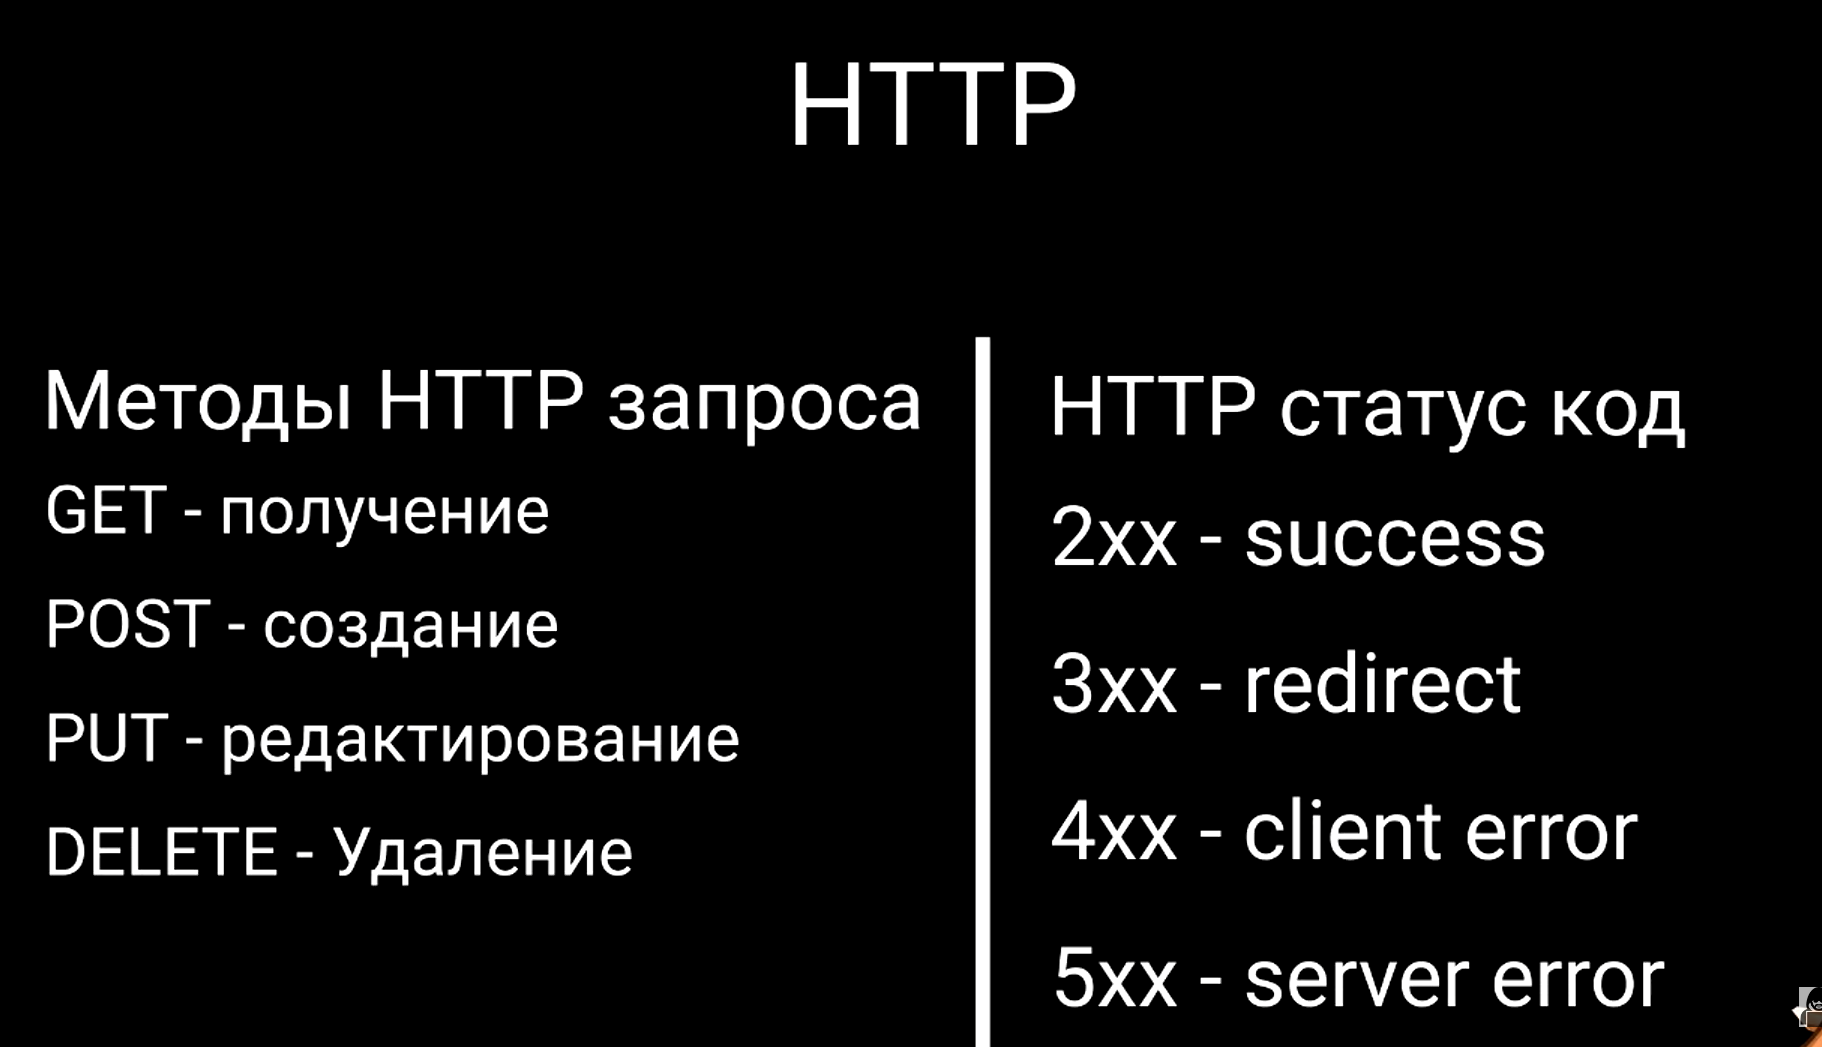 HTTP
Методы HTTP запроса
GET - получение
POST - создание
PUT - редактирование
DELETE - Удаление
HTTP статус код
2xx - success
3xx - redirect
4xx - client error
5xx - server error